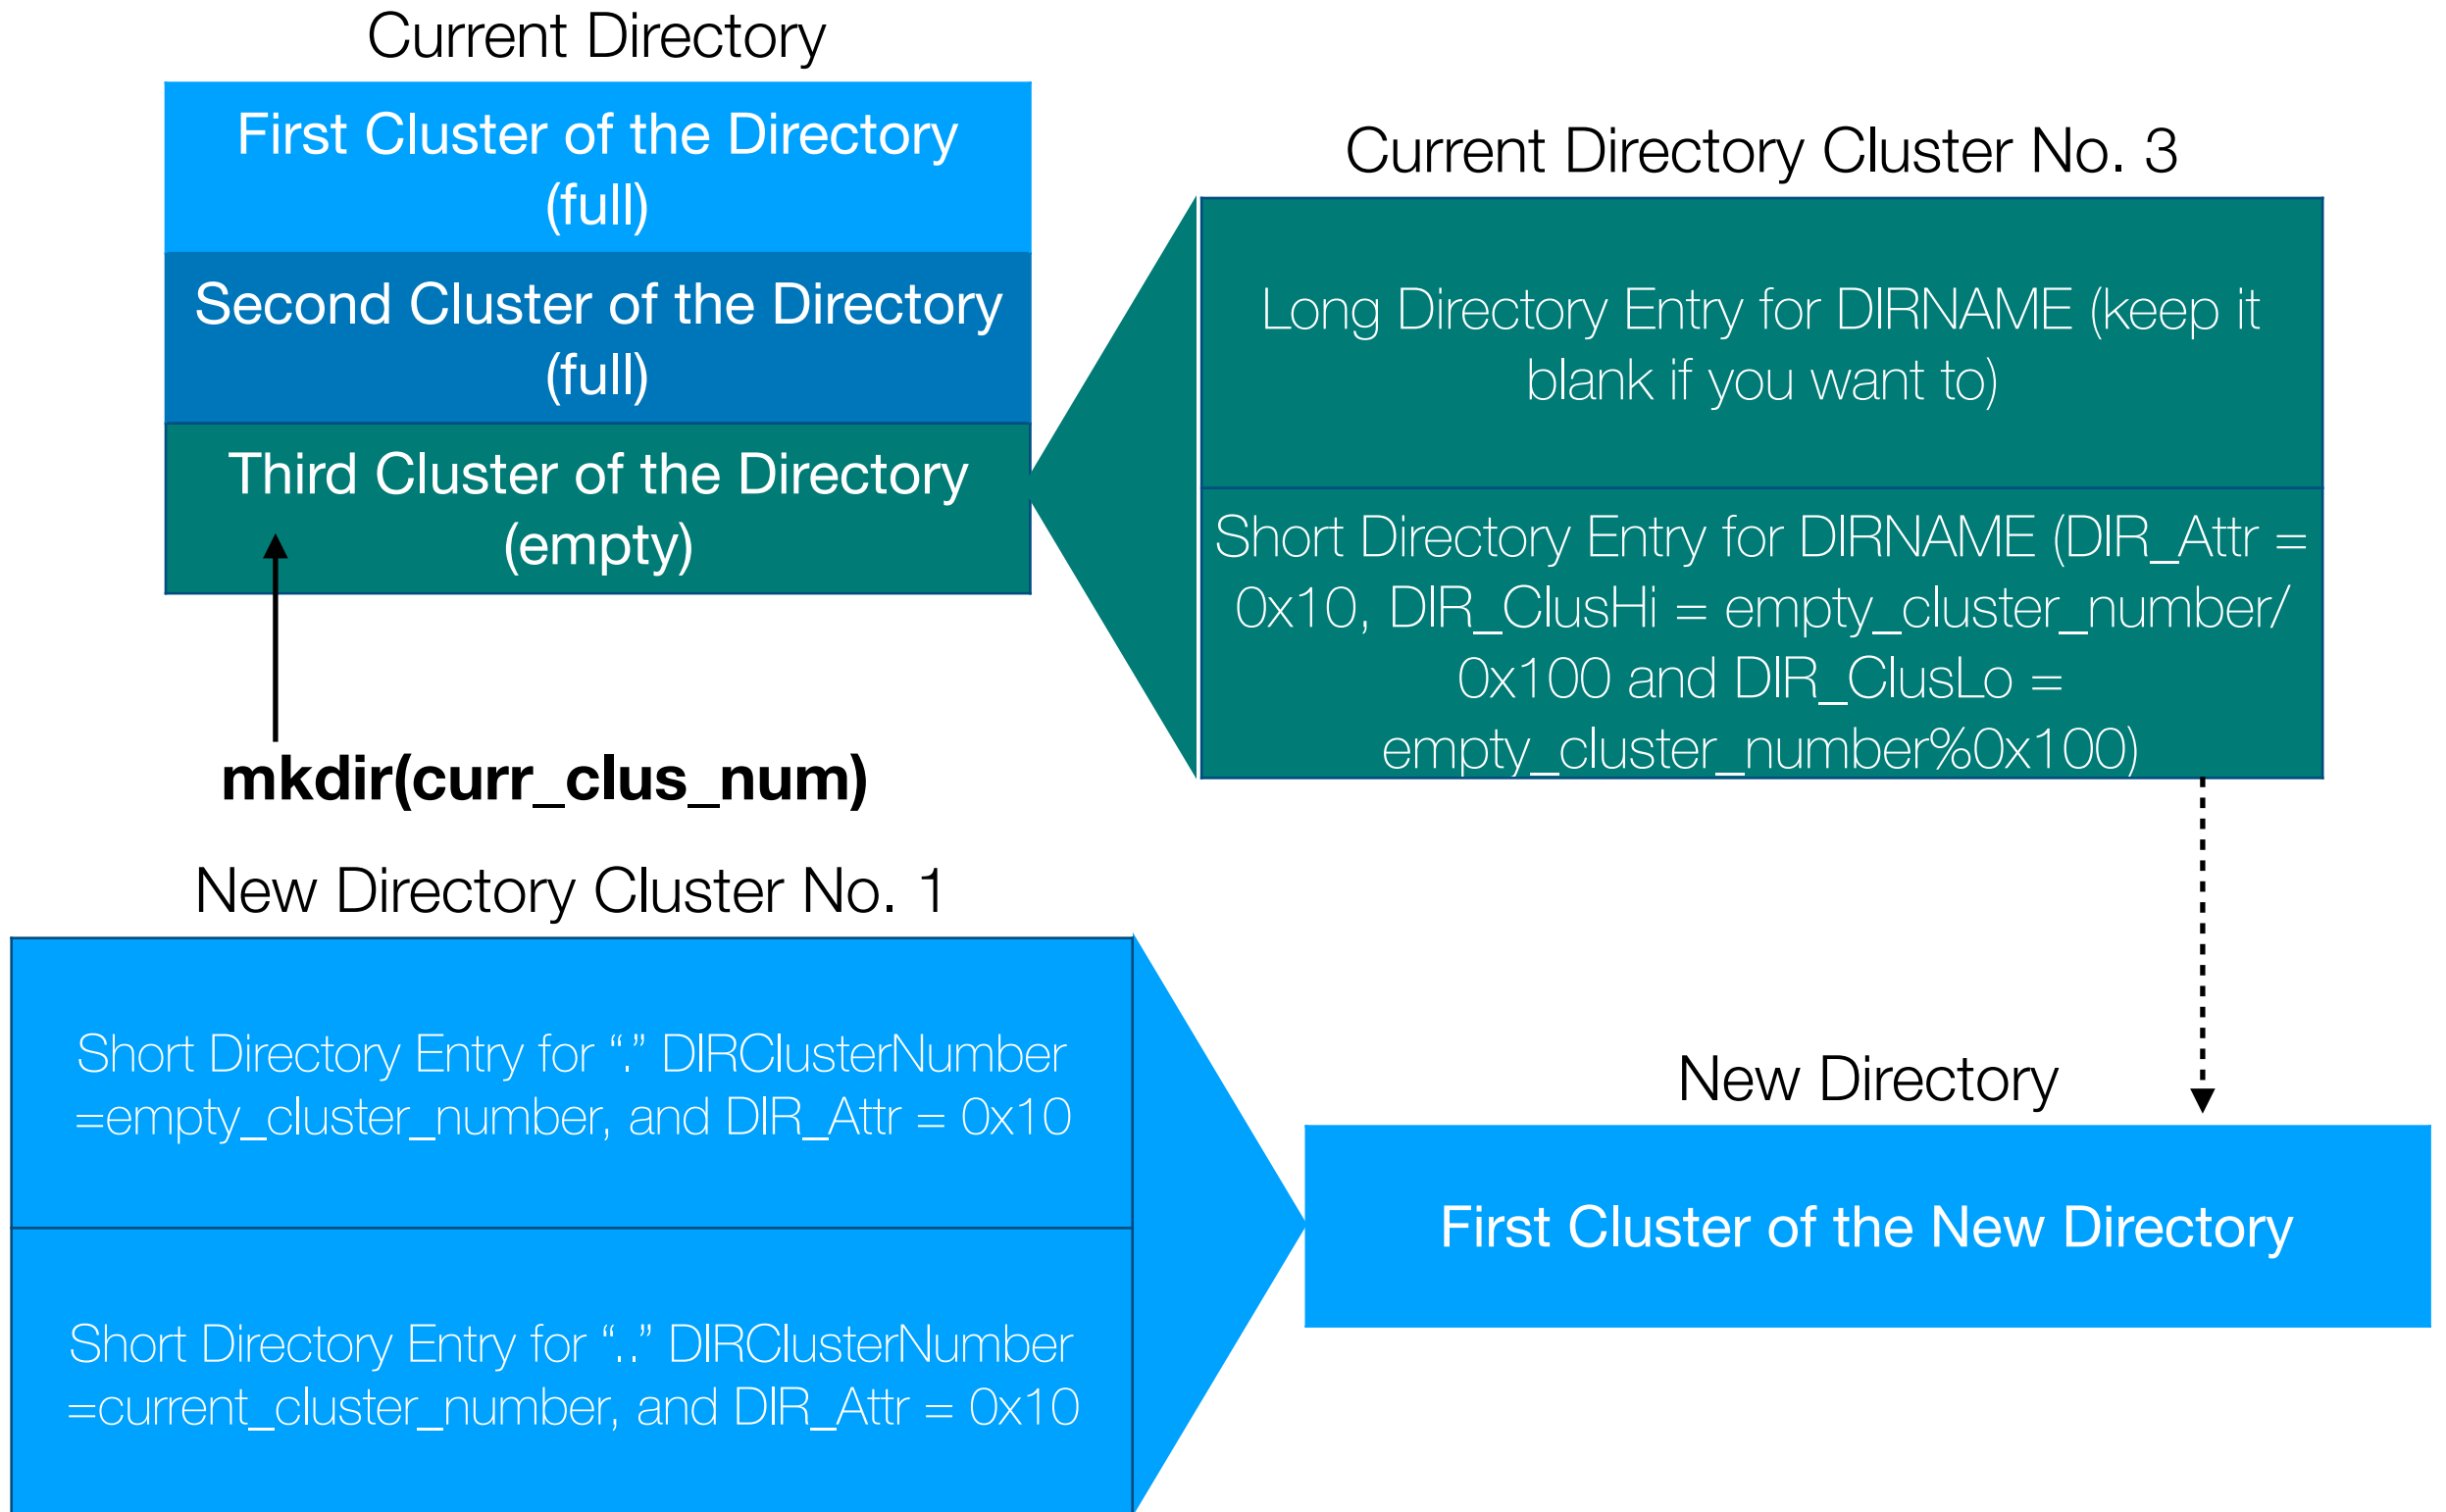 Current Directory
First Cluster of the Directory
(full)
Second Cluster of the Directory
(full)
Third Cluster of the Directory
(empty)
mkdir(curr_clus_num)
Current Directory Cluster No. 3
Long Directory Entry for DIRNAME (keep it
blank if you want to)
Short Directory Entry for DIRNAME (DIR_Attr =
0x10, DIR_ClusHi = empty_cluster_number/
0x100 and DIR_ClusLo =
empty_cluster_number%0x100)
New Directory Cluster No. 1
Short Directory Entry for “.” DIRClusterNumber
=empty_cluster_number, and DIR_Attr = 0x10
Short Directory Entry for “..” DIRClusterNumber
=current_cluster_number, and DIR_Attr = 0x10
New Directory
First Cluster of the New Directory